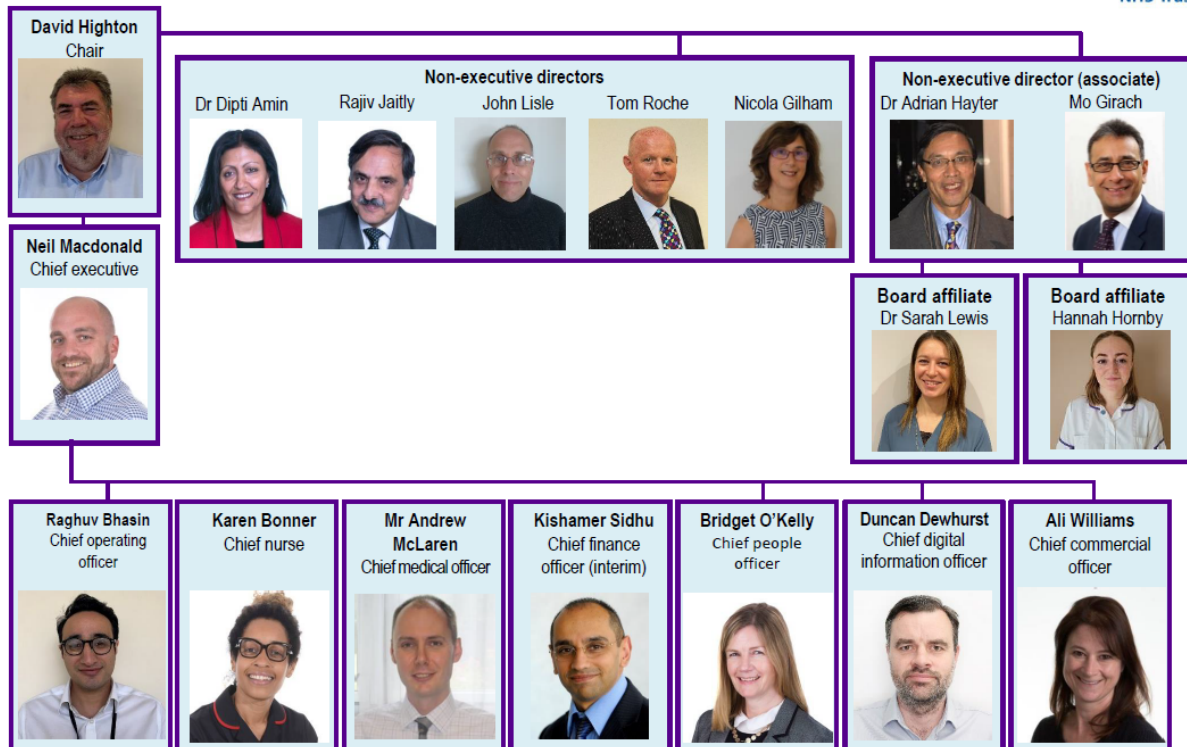 David Highton
Chair
Non-executive directors
Dr Dipti Amin
Rajiv Jaitly
John Lisle
Tom Roche
Nicola Gilham
Non-executive director (associate)
Dr Adrian Hayter
Mo Girach
Neil Macdonald
Chief executive
Board affiliate
Dr Sarah Lewis
Board affiliate
Hannah Hornby
Raghuv Bhasin
Chief operating
officer
Karen Bonner
Chief nurse
Mr Andrew
McLaren
Chief medical officer
Kishamer Sidhu
Chief finance
officer (interim)
Bridget O'Kelly
Chief people
officer
Duncan Dewhurst
Chief digital
information officer
Ali Williams
Chief commercial
officer